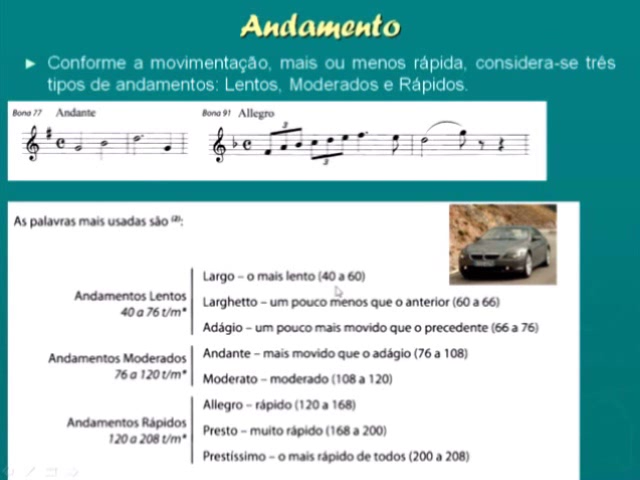 Andamento
► Conforme a movimentação, mais ou menos rápida, considera-se três
tipos de andamentos: Lentos, Moderados e Rápidos.
Bona 77 Andante
Bona 91 Allegro
3
3
As palavras mais usadas são (2):
Andamentos Lentos
40 a 76 t/m*
Largo – o mais lento (40 a 60)
Larghetto – um pouco menos que o anterior (60 a 66)
Adágio – um pouco mais movido que o precedente (66 a 76)
Andamentos Moderados
76 a 120 t/m*
Andante – mais movido que o adágio (76 a 108)
Moderato – moderado (108 a 120)
Andamentos Rápidos
120 a 208 t/m*
Allegro – rápido (120 a 168)
Presto – muito rápido (168 a 200)
Prestíssimo – o mais rápido de todos (200 a 208)